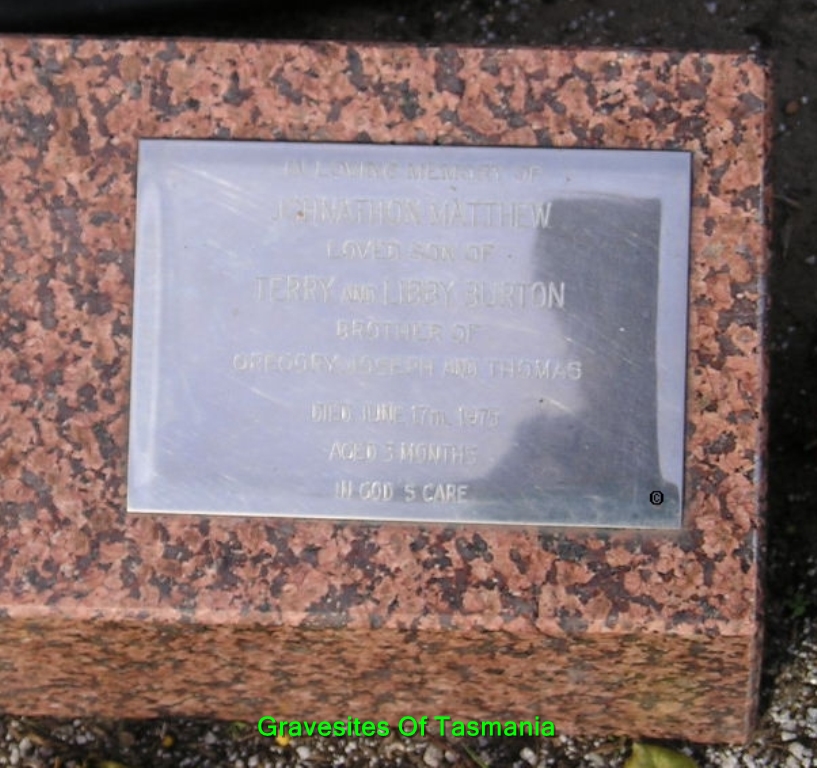 IN LOVING MEMORY OF
JOHNATHON MATTHEW
LOVED SON OF
TERRY AND LIBBY BURTON
BROTHER OF
GREGORY, JOSEPH AND THOMAS
DIED JUNE 17TH,
AGED 3 MONTHS
IN GOD'S CARE
©
Gravesites Of Tasmania